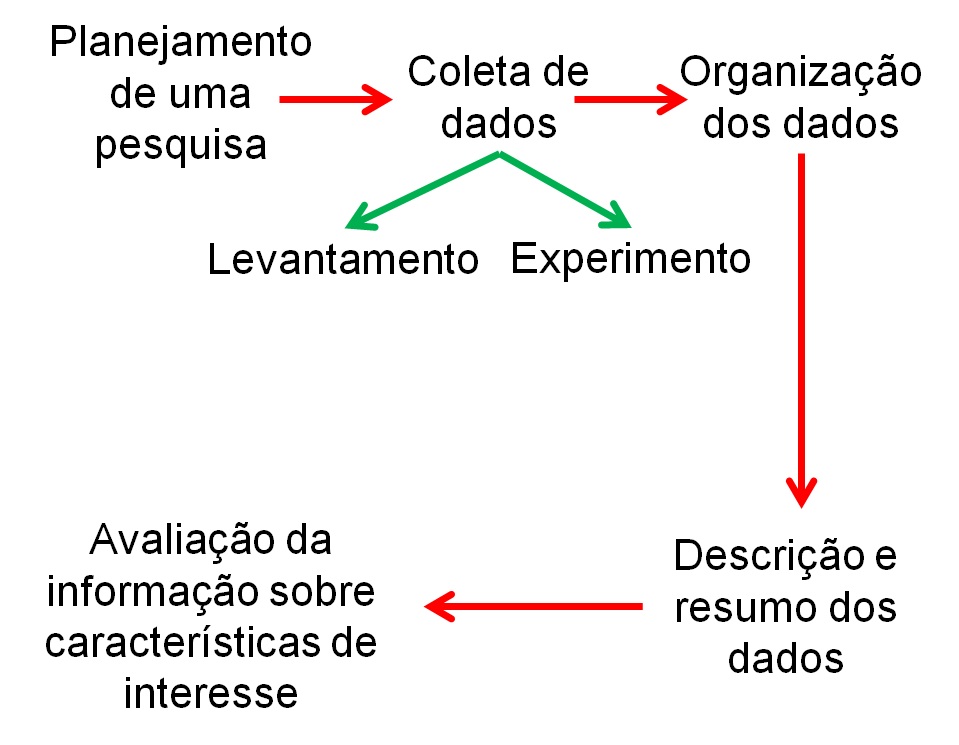 Planejamento
de uma
pesquisa
Coleta de
dados
Organização
dos dados
Levantamento
Experimento
Descrição e
resumo dos
dados
Avaliação da
informação sobre
características de
interesse